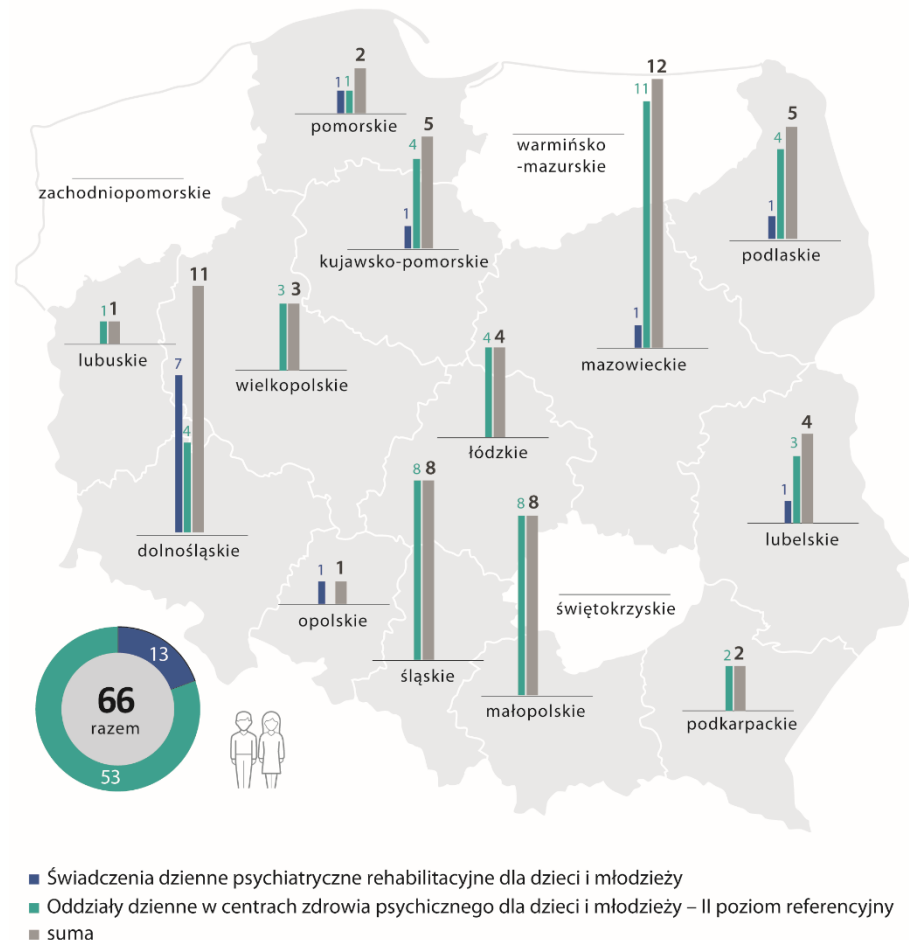 2
1 1
pomorskie
12
11
1
mazowieckie
5
4
1
podlaskie
warmińsko
-mazurskie
5
4
1
kujawsko-pomorskie
zachodniopomorskie
1 1
lubuskie
11
7
4
dolnośląskie
3 3
wielkopolskie
4 4
łódzkie
4
3
1
lubelskie
8 8
śląskie
8 8
małopolskie
świętokrzyskie
1 1
opolskie
2 2
podkarpackie
13
66
razem
53
Świadczenia dzienne psychiatryczne rehabilitacyjne dla dzieci i młodzieży
Oddziały dzienne w centrach zdrowia psychicznego dla dzieci i młodzieży – II poziom referencyjny
suma